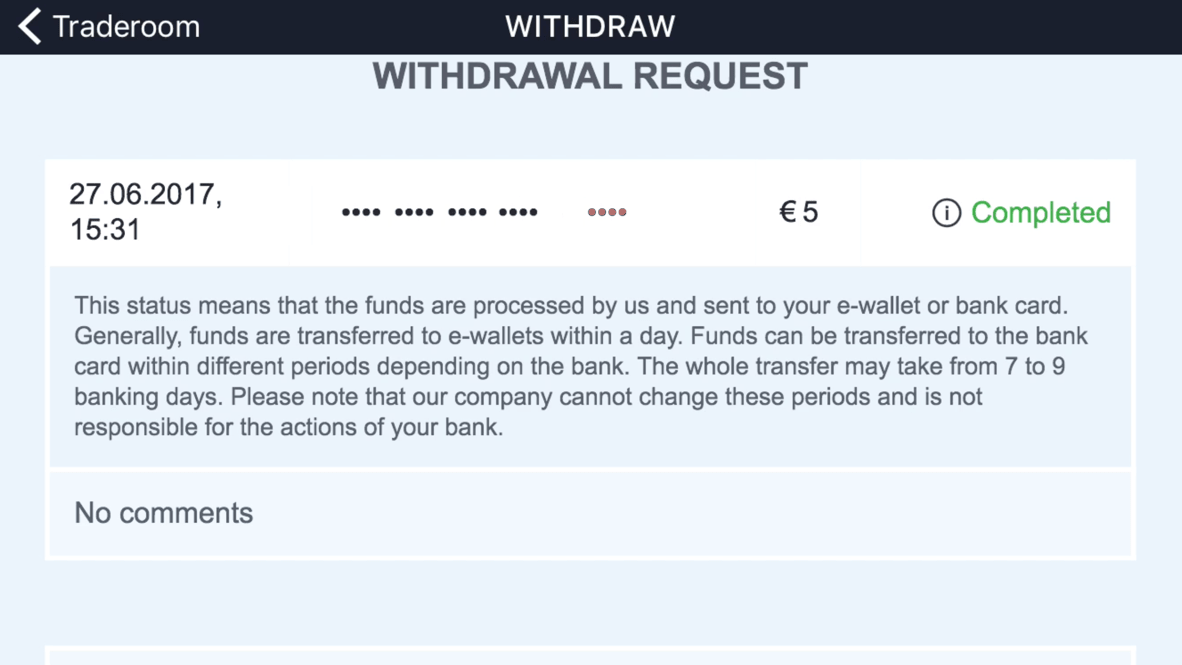 Traderoom
WITHDRAW
WITHDRAWAL REQUEST
27.06.2017,
15:31
•••• •••• •••• •••• ••••
€ 5
Completed
This status means that the funds are processed by us and sent to your e-wallet or bank card.
Generally, funds are transferred to e-wallets within a day. Funds can be transferred to the bank
card within different periods depending on the bank. The whole transfer may take from 7 to 9
banking days. Please note that our company cannot change these periods and is not
responsible for the actions of your bank.
No comments